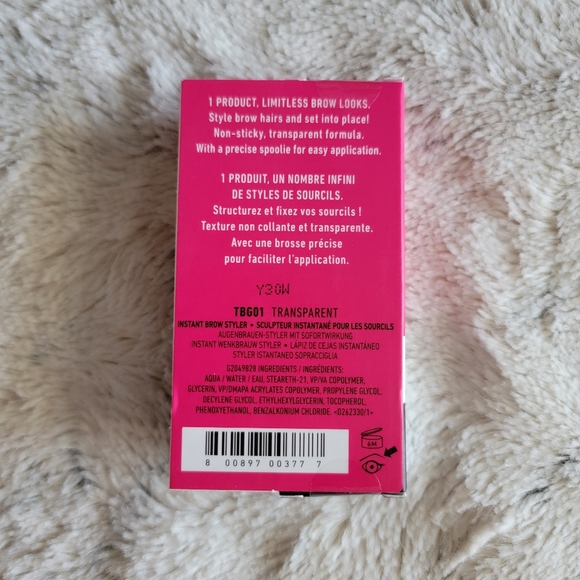 1 PRODUCT, LIMITLESS BROW LOOKS.
Style brow hairs and set into place!
Non-sticky, transparent formula.
With a precise spoolie for easy application.
1 PRODUIT, UN NOMBRE INFINI
DE STYLES DE SOURCILS.
Structurez et fixez vos sourcils !
Texture non collante et transparente.
Avec une brosse précise
pour faciliter l'application.
Y30W
TBG01 TRANSPARENT
INSTANT BROW STYLER • SCULPTEUR INSTANTANÉ POUR LES SOURCILS
AUGENBRAUEN-STYLER MIT SOFORTWIRKUNG
INSTANT WENKBRAUW STYLER • LÁPIZ DE CEJAS INSTANTÁNEO
STYLER ISTANTANEO SOPRACCIGLIA
G2049828 INGREDIENTS / INGRÉDIENTS:
AQUA / WATER / EAU, STEARETH-21, VP/VA COPOLYMER,
GLYCERIN, VP/DMAPA ACRYLATES COPOLYMER, PROPYLENE GLYCOL,
DECYLENE GLYCOL, ETHYLHEXYLGLYCERIN, TOCOPHEROL,
PHENOXYETHANOL, BENZALKONIUM CHLORIDE. <D262330/1>
6M
8 00897 00377 7